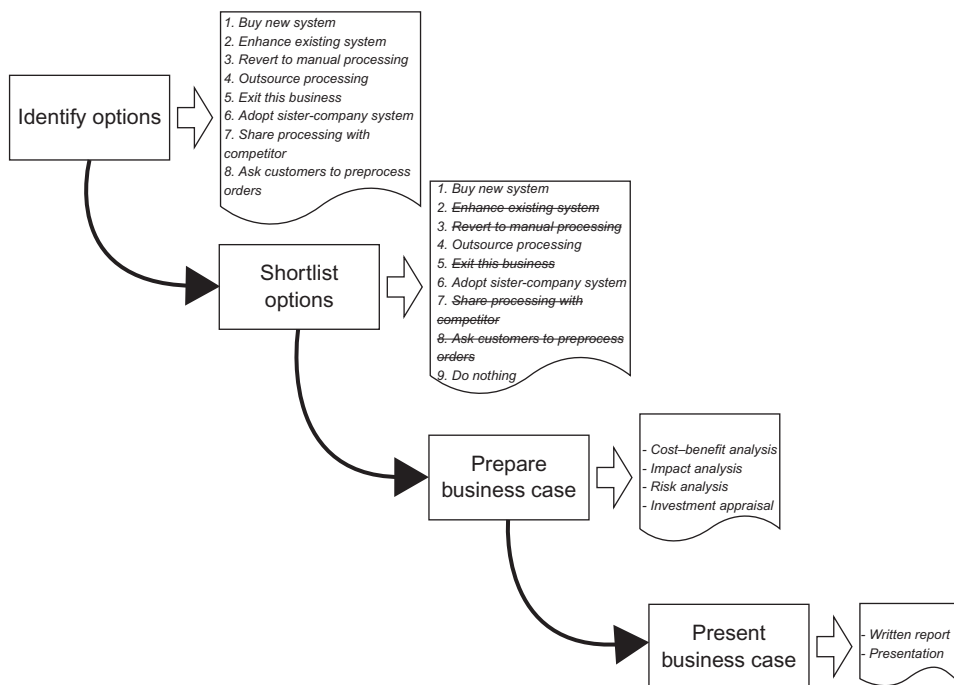 Identify options
1. Buy new system
2. Enhance existing system
3. Revert to manual processing
4. Outsource processing
5. Exit this business
6. Adopt sister-company system
7. Share processing with
competitor
8. Ask customers to preprocess
orders
Shortlist
options
1. Buy new system
2. Enhance existing system
3. Revert to manual processing
4. Outsource processing
5. Exit this business
6. Adopt sister-company system
7. Share processing with
competitor
8. Ask customers to preprocess
orders
9. Do nothing
Prepare
business case
- Cost–benefit analysis
- Impact analysis
- Risk analysis
- Investment appraisal
Present
business case
- Written report
- Presentation